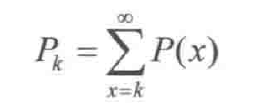 P_k = \sum_{x=k}^{\infty} P(x)